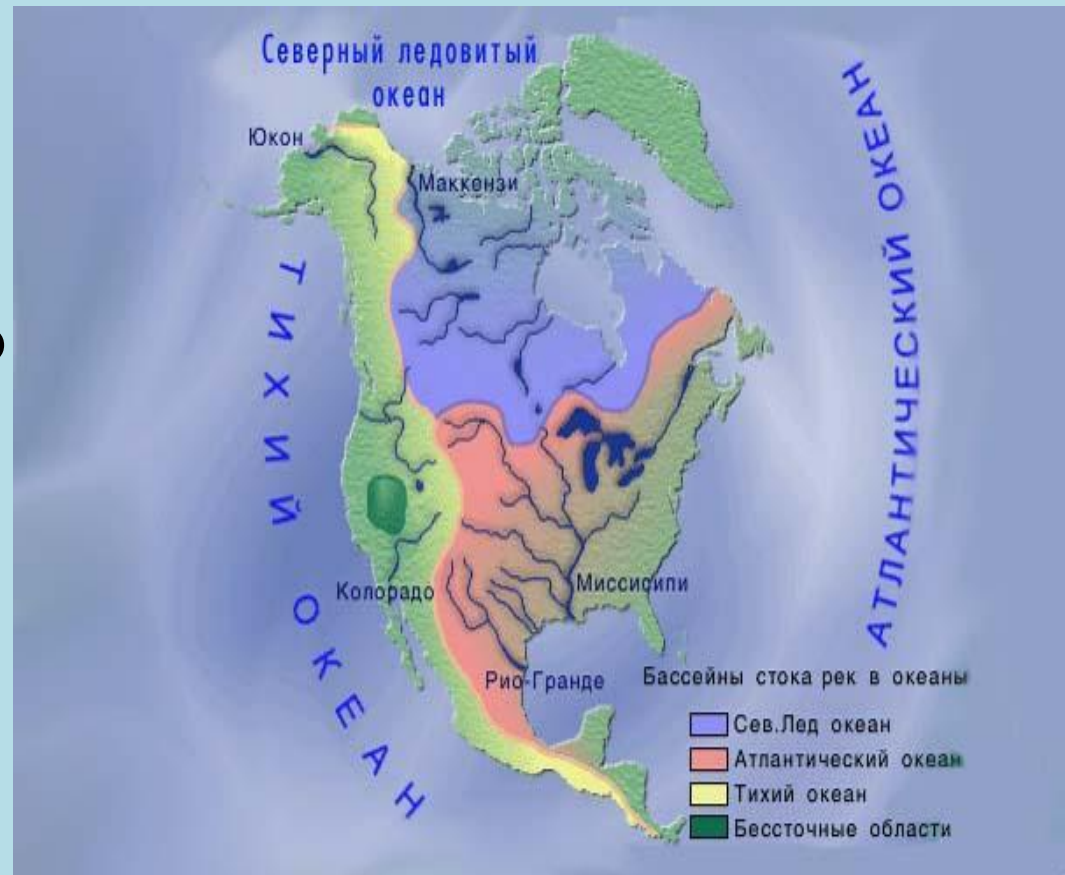 Северный ледовитый
океан
Юкон
Маккензи
ТИХИЙ ОКЕАН
АТЛАНТИЧЕСКИЙ ОКЕАН
Колорадо
Миссисипи
Рио-Гранде
Бассейны стока рек в океаны
Сев.Лед океан
Атлантический океан
Тихий океан
Бессточные области